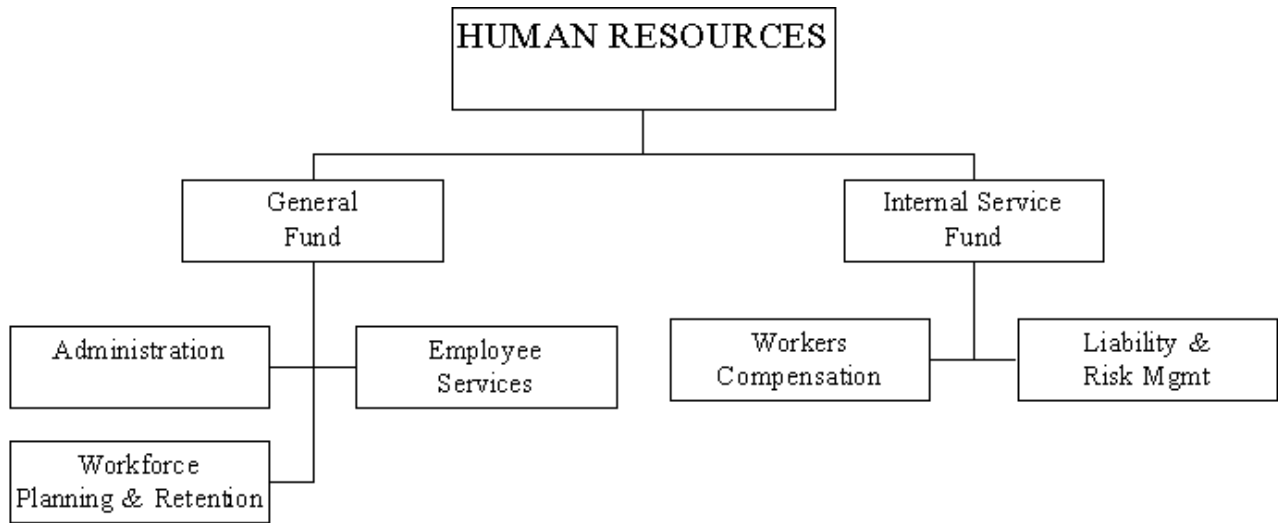 HUMAN RESOURCES
General
Fund
Internal Service
Fund
Administration
Employee
Services
Workers
Compensation
Liability &
Risk Mgmt
Workforce
Planning & Retention